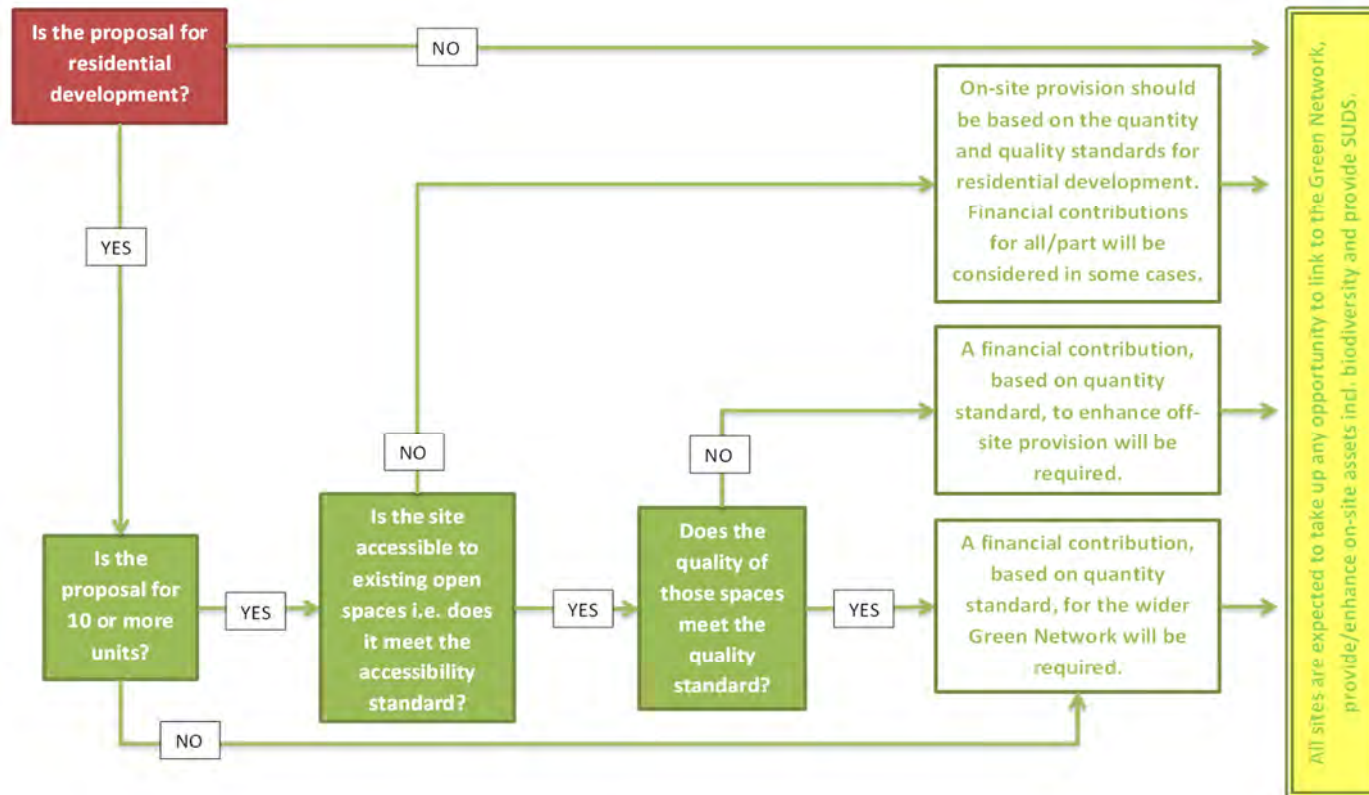 Is the proposal for
residential
development?
NO
YES
On-site provision should
be based on the quantity
and quality standards for
residential development.
Financial contributions
for all/part will be
considered in some cases.
A financial contribution,
based on quantity
standard, to enhance off-
site provision will be
required.
NO
NO
Is the
proposal for
10 or more
units?
YES
Is the site
accessible to
existing open
spaces i.e. does
it meet the
accessibility
standard?
YES
Does the
quality of
those spaces
meet the
quality
standard?
YES
A financial contribution,
based on quantity
standard, for the wider
Green Network will be
required.
NO
All sites are expected to take up any opportunity to link to the Green Network,
provide/enhance on-site assets incl. biodiversity and provide SUDS.